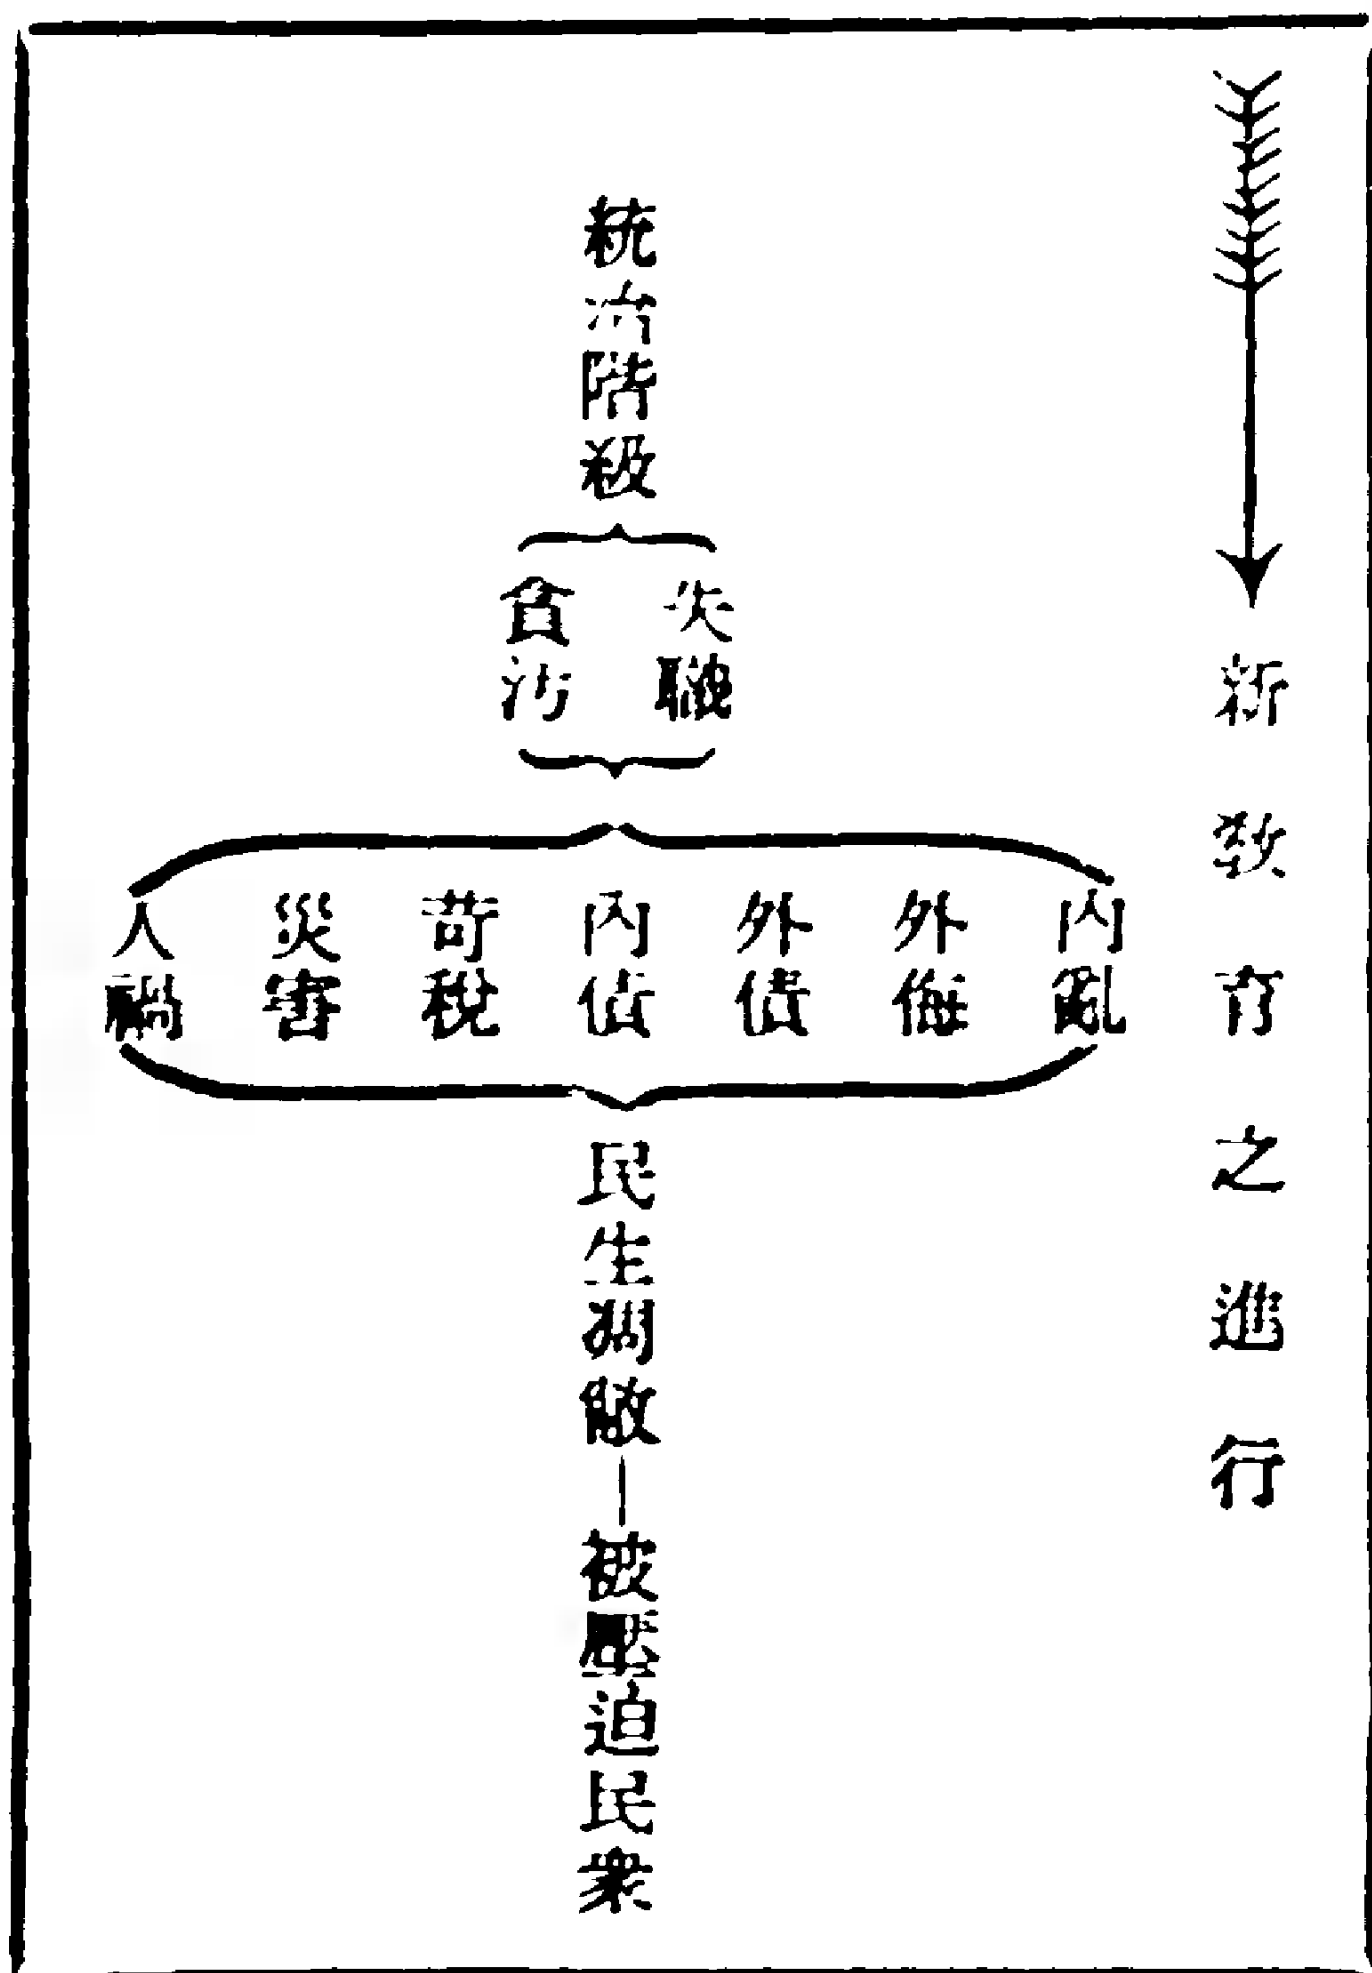 新教育之進行
統治階級
失職
貪污
內亂
外侮
外債
內債
苛稅
災害
人禍
民生凋敝—被壓迫民衆